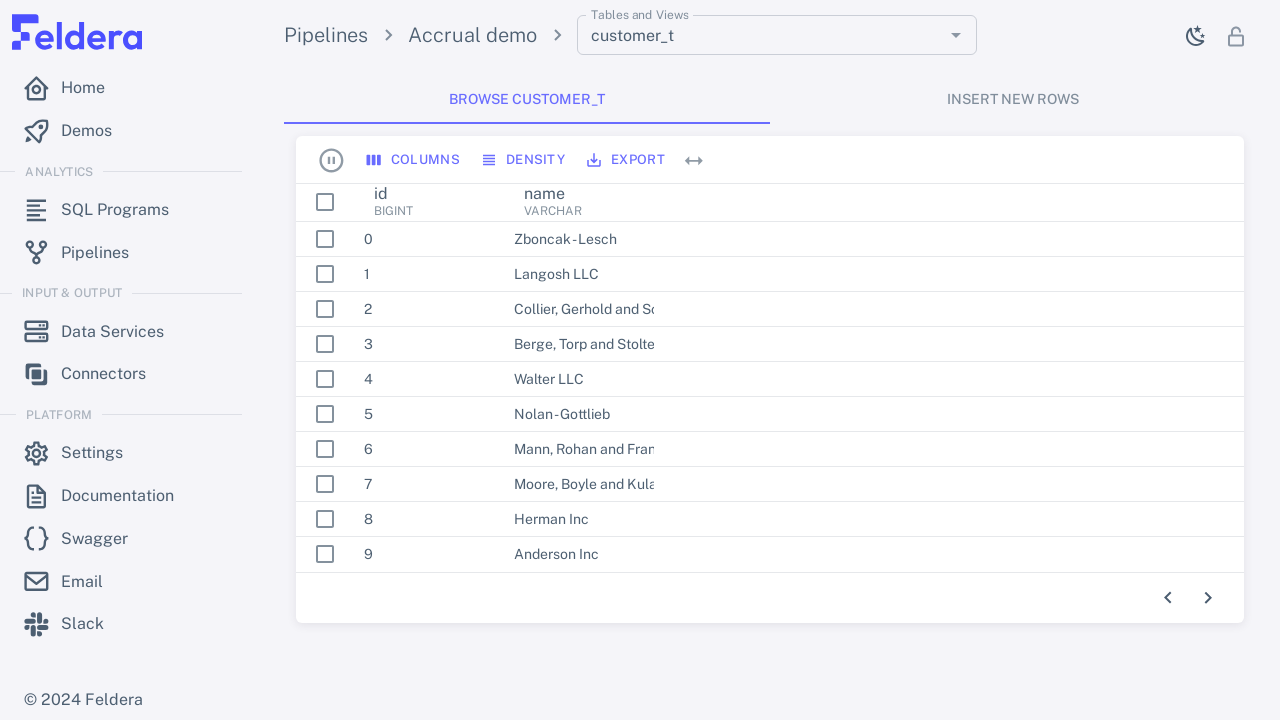 Feldera
Home
Demos
ANALYTICS
SQL Programs
Pipelines
INPUT & OUTPUT
Data Services
Connectors
PLATFORM
Settings
Documentation
Swagger
Email
Slack
© 2024 Feldera
Pipelines Accrual demo
Tables and Views
customer_t
BROWSE CUSTOMER_T INSERT NEW ROWS
COLUMNS DENSITY EXPORT
id name
BIGINT VARCHAR
0 Zboncak-Lesch
1 Langosh LLC
2 Collier, Gerhold and
3 Berge, Torp and Stolte
4 Walter LLC
5 Nolan-Gottlieb
6 Mann, Rohan and Fran
7 Moore, Boyle and Kula
8 Herman Inc
9 Anderson Inc